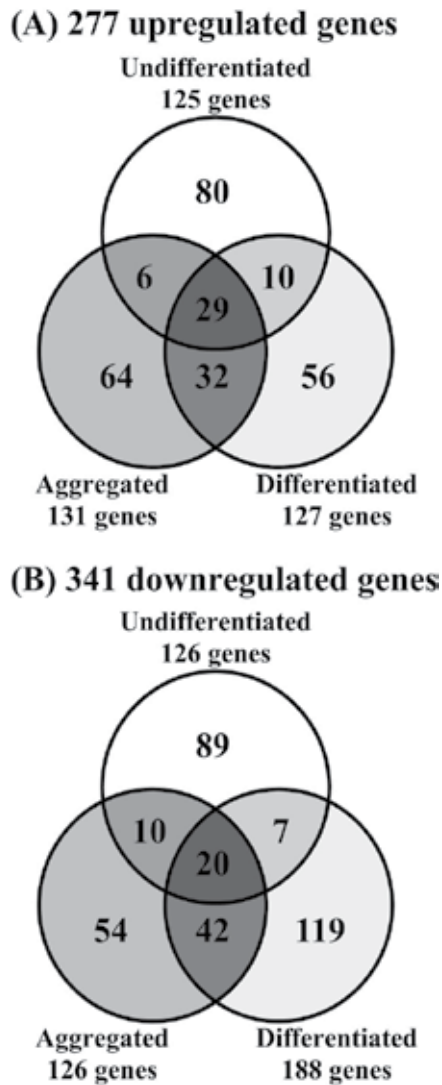 (A) 277 upregulated genes
Undifferentiated
125 genes
80
6
29
10
64
32
56
Aggregated
131 genes
Differentiated
127 genes
(B) 341 downregulated genes
Undifferentiated
126 genes
89
10
20
7
54
42
119
Aggregated
126 genes
Differentiated
188 genes